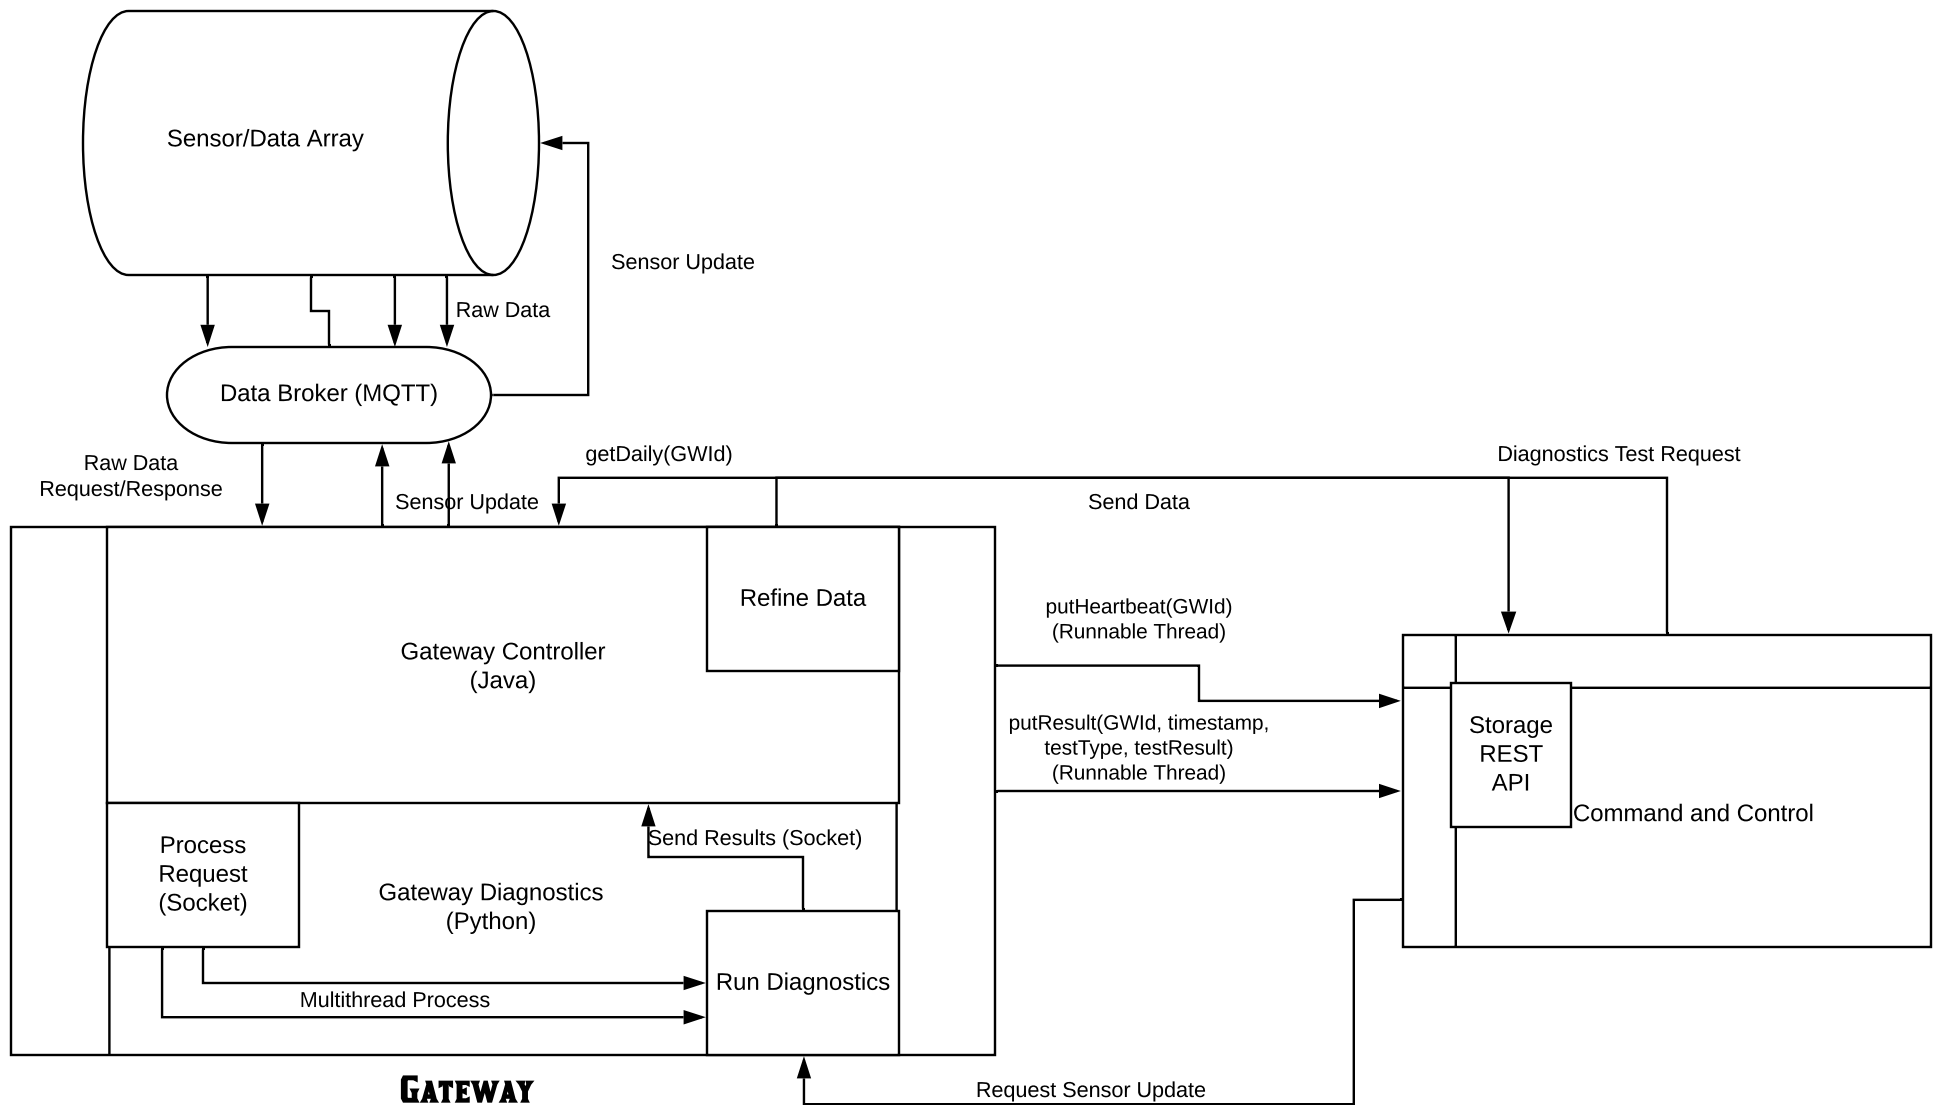 Sensor/Data Array
Sensor Update
Raw Data
Data Broker (MQTT)
Raw Data
Request/Response
Sensor Update
getDaily(GWId)
Diagnostics Test Request
Send Data
Refine Data
Gateway Controller
(Java)
putHeartbeat(GWId)
(Runnable Thread)
putResult(GWId, timestamp,
testType, testResult)
(Runnable Thread)
Storage
REST
API
Command and Control
Process
Request
(Socket)
Send Results (Socket)
Gateway Diagnostics
(Python)
Run Diagnostics
Multithread Process
Gateway
Request Sensor Update